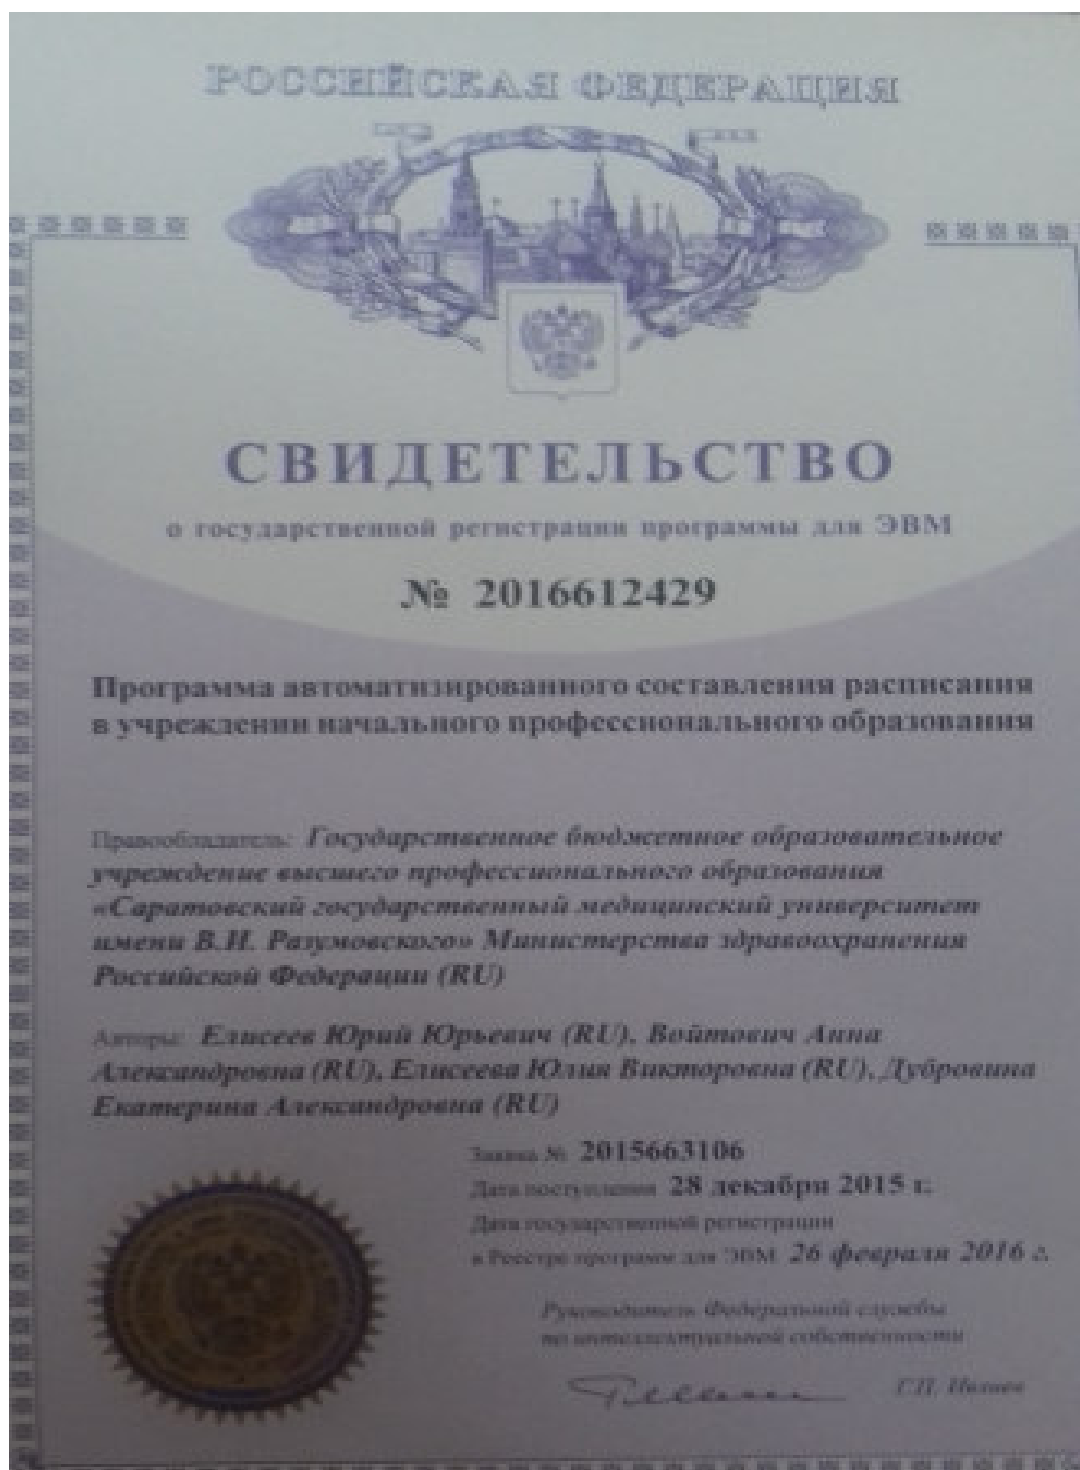 РОССИЙСКАЯ ФЕДЕРАЦИЯ
СВИДЕТЕЛЬСТВО
о государственной регистрации программы для ЭВМ
№ 2016612429
Программа автоматизированного составления расписания
в учреждении начального профессионального образования
Правообладатель: Государственное бюджетное образовательное
учреждение высшего профессионального образования
«Саратовский государственный медицинский университет
имени В.И. Разумовского» Министерства здравоохранения
Российской Федерации (RU)
Авторы: Елисеев Юрий Юрьевич (RU), Войтович Анна
Александровна (RU), Елисеева Юлия Викторовна (RU), Дубровина
Екатерина Александровна (RU)
Заявка № 2015663106
Дата поступления 28 декабря 2015 г.
Дата государственной регистрации
в Реестре программ для ЭВМ 26 февраля 2016 г.
Руководитель Федеральной службы
по интеллектуальной собственности
Г.П. Ивлиев